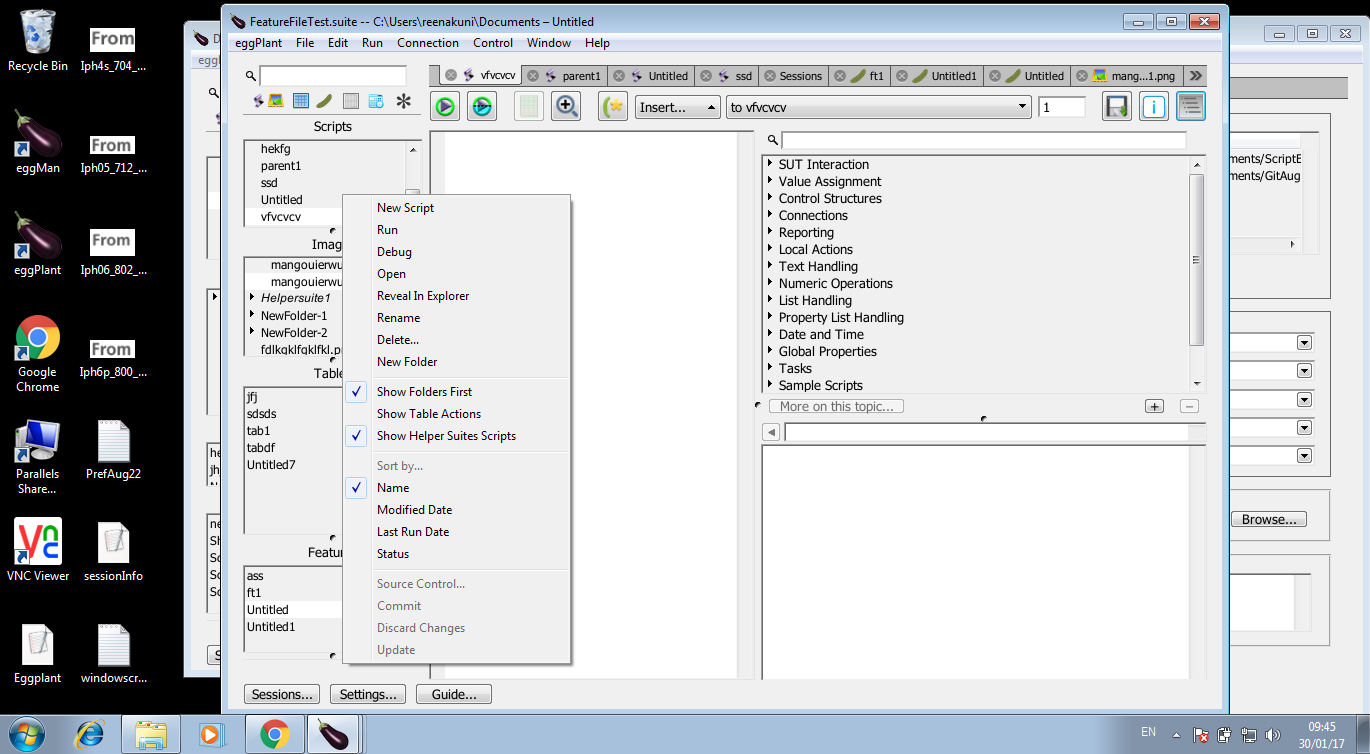 Recycle Bin
From
Iph4s_704_...
eggMan
From
Iph05_712_...
eggPlant
From
Iph06_802_...
Google
Chrome
From
Iph6p_800_...
Parallels
Share...
PrefAug22
VNC Viewer
sessionInfo
Eggplant
windowscr...
FeatureFileTest.suite -- C:\Users\reenakuni\Documents – Untitled
eggPlant File Edit Run Connection Control Window Help
vfvcvcv parent1 Untitled ssd Sessions ft1 Untitled1 Untitled mang...1.png
Insert... to vfvcvcv 1
Scripts
hekfg
parent1
ssd
Untitled
vfvcvcv
Imag
mangouierwu
mangouierwu
Helpersuite1
NewFolder-1
NewFolder-2
Table
jfj
sdsds
tab1
tabdf
Untitled7
Featur
ass
ft1
Untitled
Untitled1
New Script
Run
Debug
Open
Reveal In Explorer
Rename
Delete...
New Folder
Show Folders First
Show Table Actions
Show Helper Suites Scripts
Sort by...
Name
Modified Date
Last Run Date
Status
Source Control...
Commit
Discard Changes
Update
SUT Interaction
Value Assignment
Control Structures
Connections
Reporting
Local Actions
Text Handling
Numeric Operations
List Handling
Property List Handling
Date and Time
Global Properties
Tasks
Sample Scripts
More on this topic...
Sessions... Settings... Guide...
ments/ScriptE
ments/GitAug
Browse...
EN
09:45
30/01/17